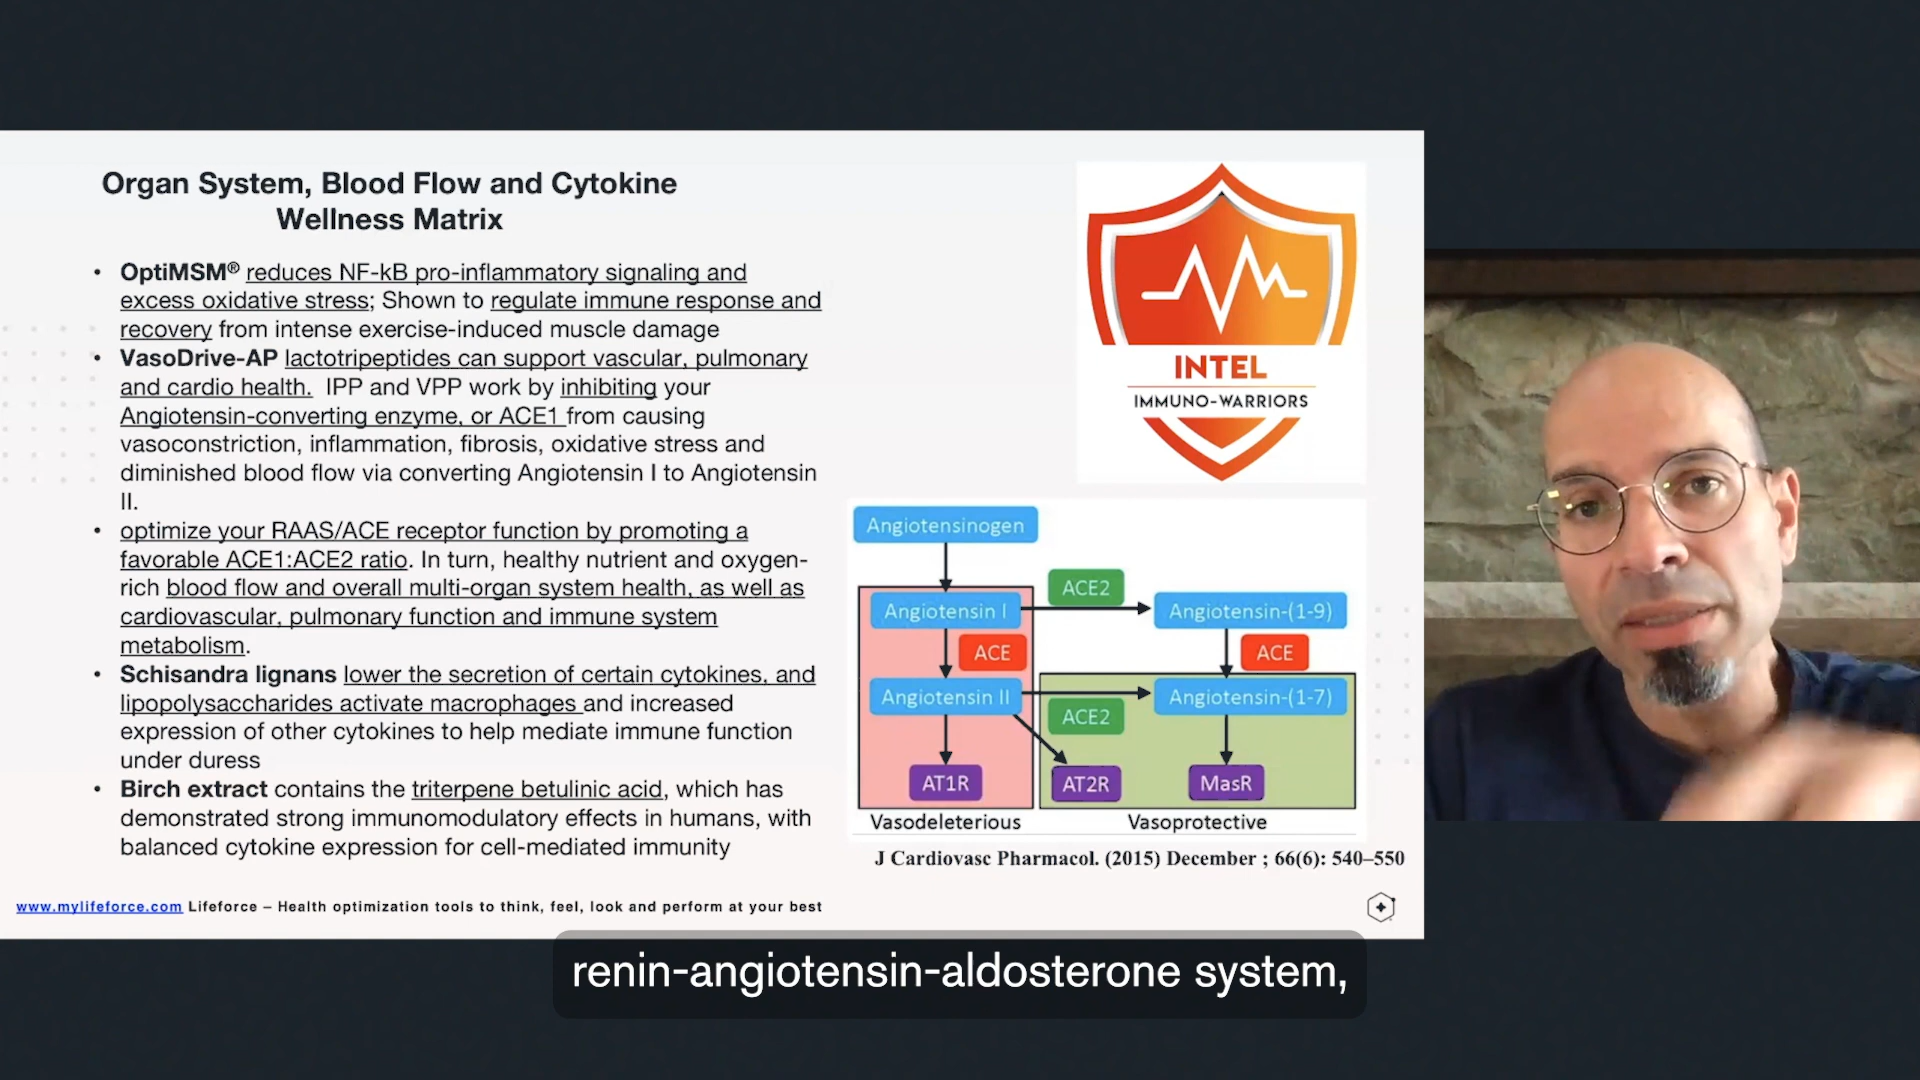 Organ System, Blood Flow and Cytokine
Wellness Matrix
• OptiMSM® reduces NF-kB pro-inflammatory signaling and
excess oxidative stress; Shown to regulate immune response and
recovery from intense exercise-induced muscle damage
• VasoDrive-AP lactotripeptides can support vascular, pulmonary
and cardio health. IPP and VPP work by inhibiting your
Angiotensin-converting enzyme, or ACE1 from causing
vasoconstriction, inflammation, fibrosis, oxidative stress and
diminished blood flow via converting Angiotensin I to Angiotensin
II.
• optimize your RAAS/ACE receptor function by promoting a
favorable ACE1:ACE2 ratio. In turn, healthy nutrient and oxygen-
rich blood flow and overall multi-organ system health, as well as
cardiovascular, pulmonary function and immune system
metabolism.
• Schisandra lignans lower the secretion of certain cytokines, and
lipopolysaccharides activate macrophages and increased
expression of other cytokines to help mediate immune function
under duress
• Birch extract contains the triterpene betulinic acid, which has
demonstrated strong immunomodulatory effects in humans, with
balanced cytokine expression for cell-mediated immunity
INTEL
IMMUNO-WARRIORS
Angiotensinogen
ACE2
Angiotensin I
Angiotensin-(1-9)
ACE
ACE
Angiotensin II
Angiotensin-(1-7)
ACE2
AT1R
AT2R
MasR
Vasodeleterious
Vasoprotective
J Cardiovasc Pharmacol. (2015) December ; 66(6): 540–550
www.mylifeforce.com Lifeforce – Health optimization tools to think, feel, look and perform at your best
renin-angiotensin-aldosterone system,